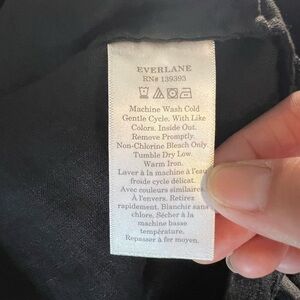 EVERLANE
RN# 139393
Machine Wash Cold
Gentle Cycle. With Like
Colors. Inside Out.
Remove Promptly.
Non-Chlorine Bleach Only.
Tumble Dry Low.
Warm Iron.
Laver à la machine à l'eau
froide cycle délicat.
Avec couleurs similaires.
À l'envers. Retirez
rapidement. Blanchir sans
chlore. Sécher à la
machine basse
température.
Repasser à fer moyen.